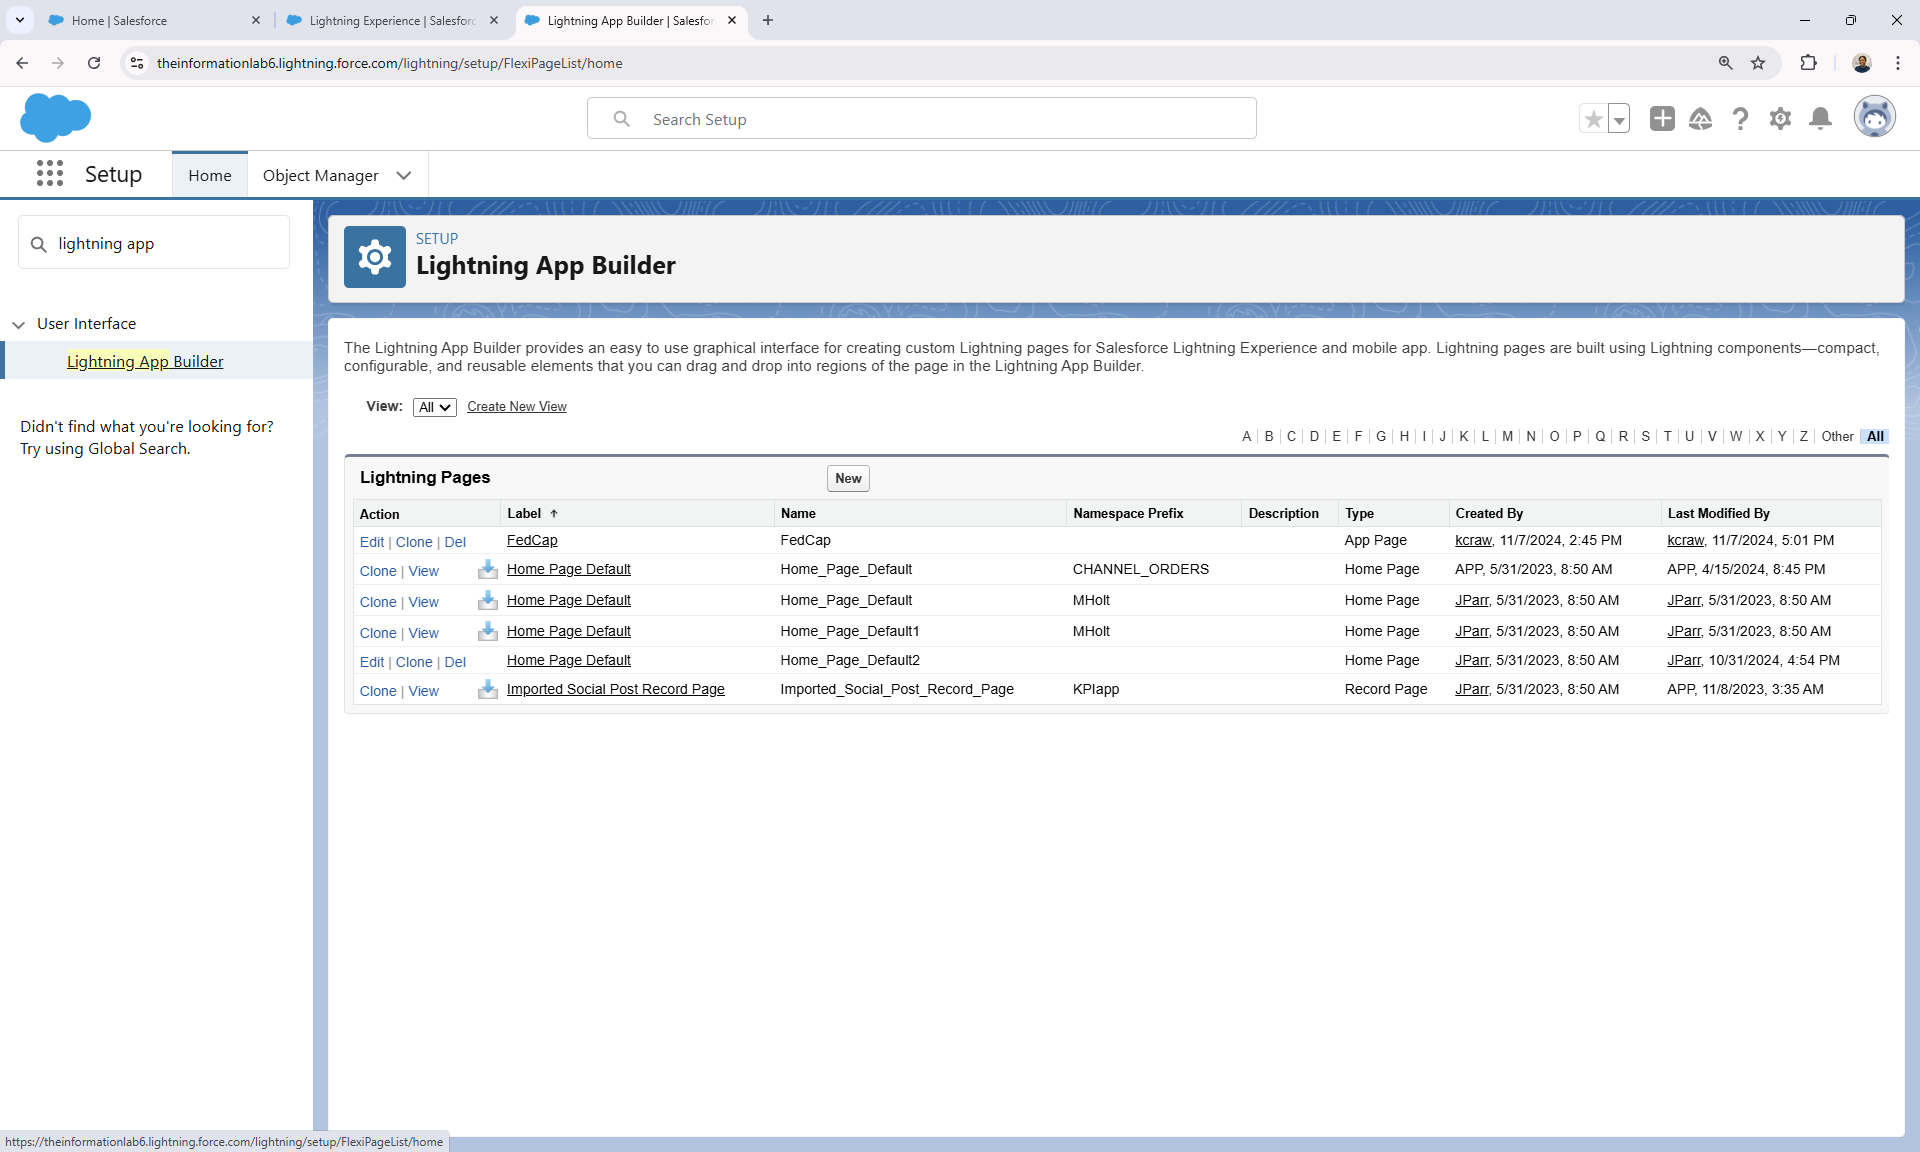 Home | Salesforce
Lightning Experience | Salesforc
Lightning App Builder | Salesfor
theinformationlab6.lightning.force.com/lightning/setup/FlexiPageList/home
Search Setup
Setup
Home
Object Manager
lightning app
User Interface
Lightning App Builder
Didn't find what you're looking for?
Try using Global Search.
SETUP
Lightning App Builder
The Lightning App Builder provides an easy to use graphical interface for creating custom Lightning pages for Salesforce Lightning Experience and mobile app. Lightning pages are built using Lightning components—compact,
configurable, and reusable elements that you can drag and drop into regions of the page in the Lightning App Builder.
View: All Create New View
A | B | C | D | E | F | G | H | I | J | K | L | M | N | O | P | Q | R | S | T | U | V | W | X | Y | Z | Other | All
Lightning Pages New
Action Label ↑ Name Namespace Prefix Description Type Created By Last Modified By
Edit | Clone | Del FedCap FedCap App Page kcraw, 11/7/2024, 2:45 PM kcraw, 11/7/2024, 5:01 PM
Clone | View Home Page Default Home_Page_Default CHANNEL_ORDERS Home Page APP, 5/31/2023, 8:50 AM APP, 4/15/2024, 8:45 PM
Clone | View Home Page Default Home_Page_Default MHolt Home Page JParr, 5/31/2023, 8:50 AM JParr, 5/31/2023, 8:50 AM
Clone | View Home Page Default Home_Page_Default1 MHolt Home Page JParr, 5/31/2023, 8:50 AM JParr, 5/31/2023, 8:50 AM
Edit | Clone | Del Home Page Default Home_Page_Default2 Home Page JParr, 5/31/2023, 8:50 AM JParr, 10/31/2024, 4:54 PM
Clone | View Imported Social Post Record Page Imported_Social_Post_Record_Page KPIapp Record Page JParr, 5/31/2023, 8:50 AM APP, 11/8/2023, 3:35 AM
https://theinformationlab6.lightning.force.com/lightning/setup/FlexiPageList/home